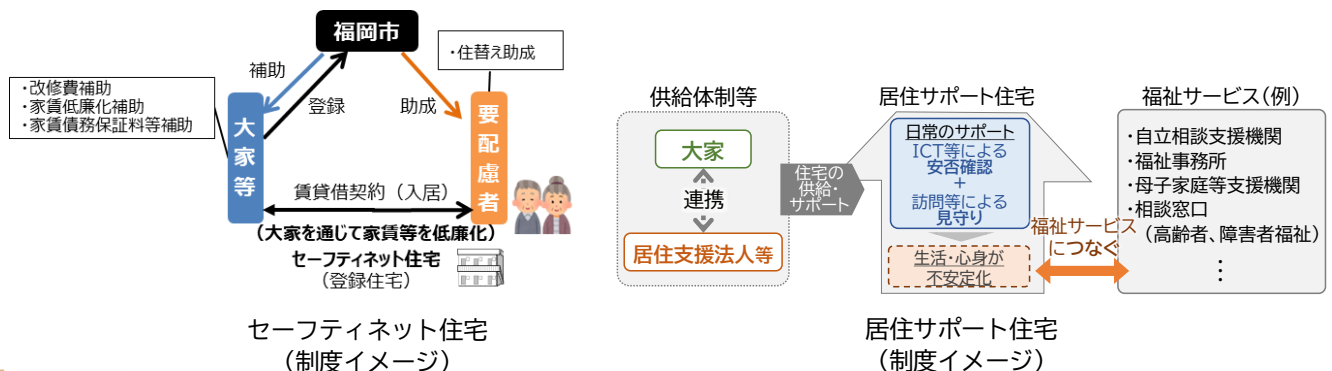 福岡市
・住替え助成
補助
登録
助成
・改修費補助
・家賃低廉化補助
・家賃債務保証料等補助
大家等
要配慮者
賃貸借契約（入居）
（大家を通じて家賃等を低廉化）
セーフティネット住宅
（登録住宅）
セーフティネット住宅
（制度イメージ）
供給体制等
大家
連携
居住支援法人等
住宅の
供給・
サポート
居住サポート住宅
日常のサポート
ICT等による
安否確認
+
訪問等による
見守り
生活・心身が
不安定化
福祉サービス
につなぐ
福祉サービス（例）
・自立相談支援機関
・福祉事務所
・母子家庭等支援機関
・相談窓口
（高齢者、障害者福祉）
⋮
居住サポート住宅
（制度イメージ）